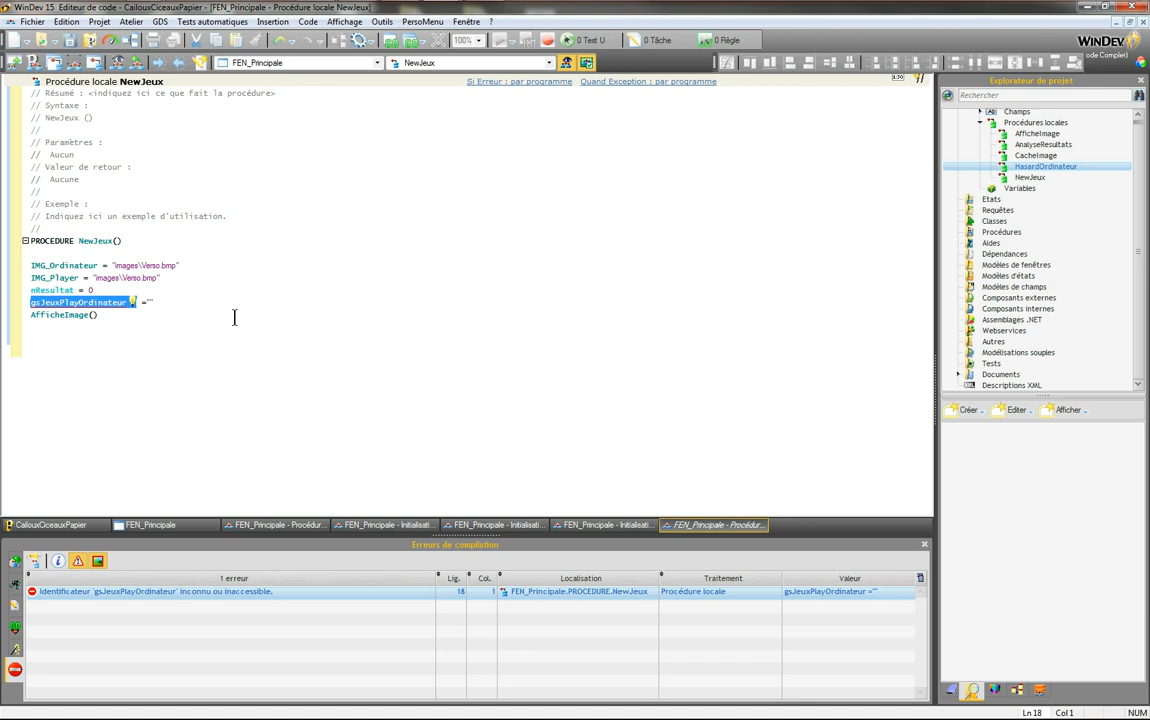 WinDev 15 Editeur de code - CailouxCiceauxPapier - [FEN_Principale - Procédure locale NewJeux]
Fichier Edition Projet Atelier GDS Traitements Insertion Code Affichage Outils PersoMenu Fenêtre ?
100% 0 Test U 0 Tâche 0 Règle
WINDEV
ode Complet)
FEN_Principale NewJeux
Procédure locale NewJeux
Si Erreur : par programme Quand Exception : par programme
// Résumé : <indiquez ici ce que fait la procédure>
// Syntaxe :
// NewJeux ()
//
// Paramètres :
// Aucun
// Valeur de retour :
// Aucune
//
// Exemple :
// Indiquez ici un exemple d'utilisation.
//
PROCEDURE NewJeux()
IMG_Ordinateur = "images\Verso.bmp"
IMG_Player = "images\Verso.bmp"
nResultat = 0
gsJeuxPlayOrdinateur =""
AfficheImage()
Explorateur de projet
Rechercher
Champs
Procédures locales
AfficheImage
AnalyseResultats
CacheImage
HasardOrdinateur
NewJeux
Variables
Etats
Requêtes
Classes
Procédures
Aides
Dépendances
Modèles de fenêtres
Modèles d'états
Modèles de champs
Composants externes
Composants internes
Assemblages .NET
Webservices
Autres
Modélisations souples
Tests
Documents
Descriptions XML
Créer Editer Afficher
CailouxCiceauxPapier FEN_Principale FEN_Principale - Procédur... FEN_Principale - Initialisati... FEN_Principale - Initialisati... FEN_Principale - Initialisati... FEN_Principale - Procédur...
Erreurs de compilation
1 erreur Lig. Col. Localisation Traitement Valeur
Identificateur 'gsJeuxPlayOrdinateur' inconnu ou inaccessible. 18 1 FEN_Principale.PROCEDURE.NewJeux Procédure locale gsJeuxPlayOrdinateur =""
Ln 18 Col 1 NUM